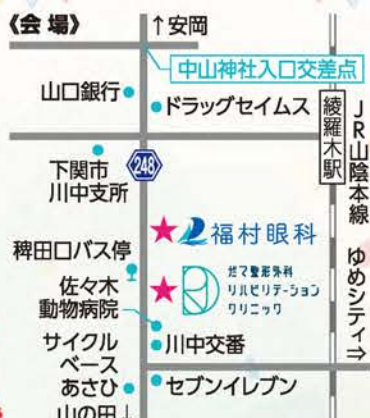 《会場》
↑安岡
中山神社入口交差点
山口銀行
ドラッグセイムス
綾羅木駅
JR山陰本線
ゆめシティ⇒
下関市
川中支所
248
福村眼科
稗田口バス停
ガマ整形外科
リハビリテーション
クリニック
佐々木
動物病院
サイクル
ベース
あさひ
川中交番
セブンイレブン
山の田↓